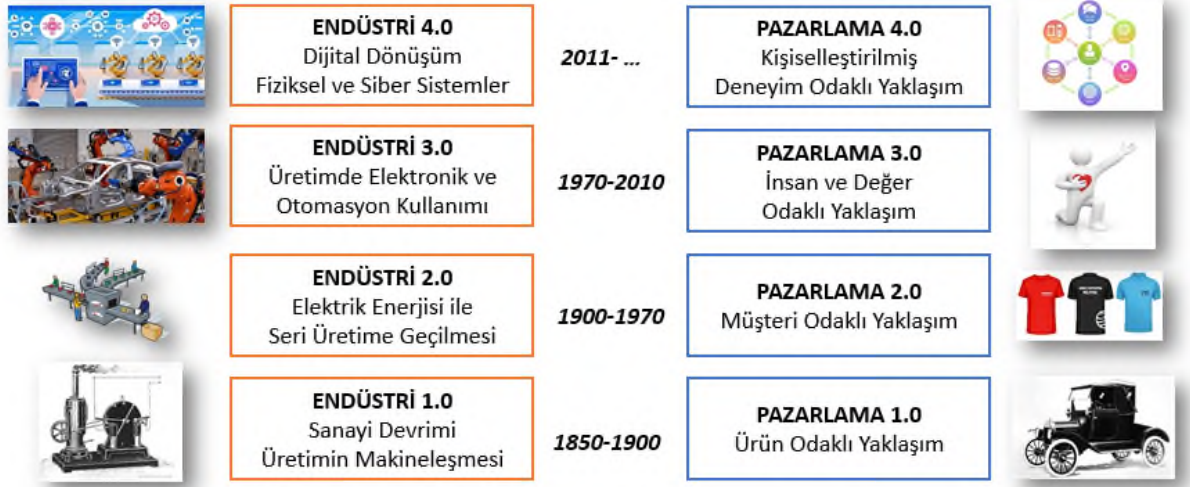 ENDÜSTRİ 4.0
Dijital Dönüşüm
Fiziksel ve Siber Sistemler
2011- ...
PAZARLAMA 4.0
Kişiselleştirilmiş
Deneyim Odaklı Yaklaşım
ENDÜSTRİ 3.0
Üretimde Elektronik ve
Otomasyon Kullanımı
1970-2010
PAZARLAMA 3.0
İnsan ve Değer
Odaklı Yaklaşım
ENDÜSTRİ 2.0
Elektrik Enerjisi ile
Seri Üretime Geçilmesi
1900-1970
PAZARLAMA 2.0
Müşteri Odaklı Yaklaşım
ENDÜSTRİ 1.0
Sanayi Devrimi
Üretimin Makineleşmesi
1850-1900
PAZARLAMA 1.0
Ürün Odaklı Yaklaşım